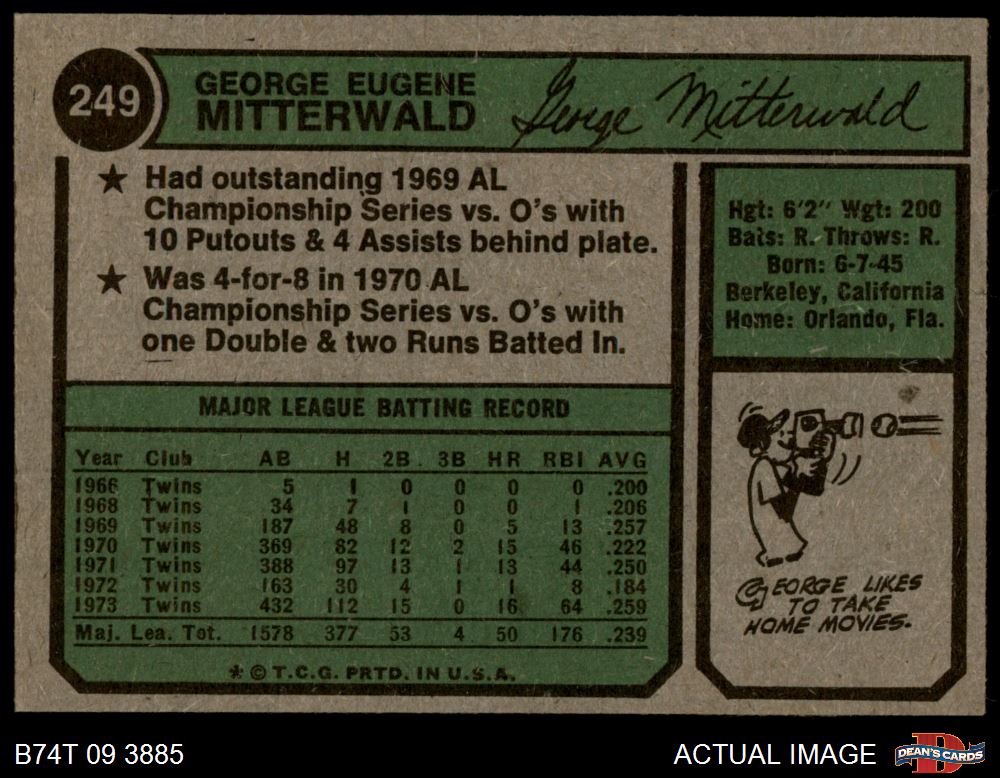 249
GEORGE EUGENE
MITTERWALD
George Mitterwald
★ Had outstanding 1969 AL
Championship Series vs. O's with
10 Putouts & 4 Assists behind plate.
★ Was 4-for-8 in 1970 AL
Championship Series vs. O's with
one Double & two Runs Batted In.
Hgt: 6'2" Wgt: 200
Bats: R. Throws: R.
Born: 6-7-45
Berkeley, California
Home: Orlando, Fla.
MAJOR LEAGUE BATTING RECORD
Year Club AB H 2B 3B HR RBI AVG
1966 Twins 5 1 0 0 0 0 .200
1968 Twins 34 7 1 0 0 1 .206
1969 Twins 187 48 8 0 5 13 .257
1970 Twins 369 82 12 2 15 46 .222
1971 Twins 388 97 13 1 13 44 .250
1972 Twins 163 30 4 1 1 8 .184
1973 Twins 432 112 15 0 16 64 .259
Maj. Lea. Tot. 1578 377 53 4 50 176 .239
* © T.C.G. PRTD. IN U.S.A.
GEORGE LIKES
TO TAKE
HOME MOVIES.
B74T 09 3885
ACTUAL IMAGE
DEAN'S CARDS